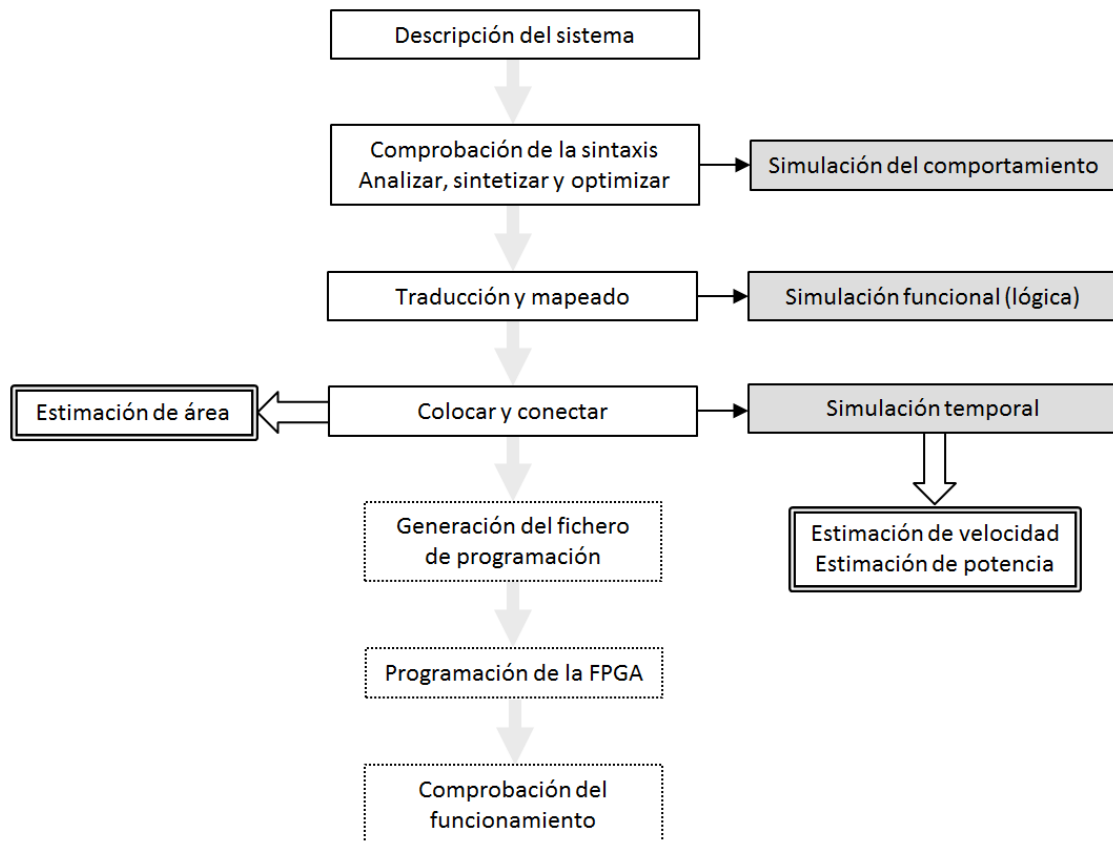 Descripción del sistema
Comprobación de la sintaxis
Analizar, sintetizar y optimizar
Simulación del comportamiento
Traducción y mapeado
Simulación funcional (lógica)
Estimación de área
Colocar y conectar
Simulación temporal
Generación del fichero
de programación
Estimación de velocidad
Estimación de potencia
Programación de la FPGA
Comprobación del
funcionamiento